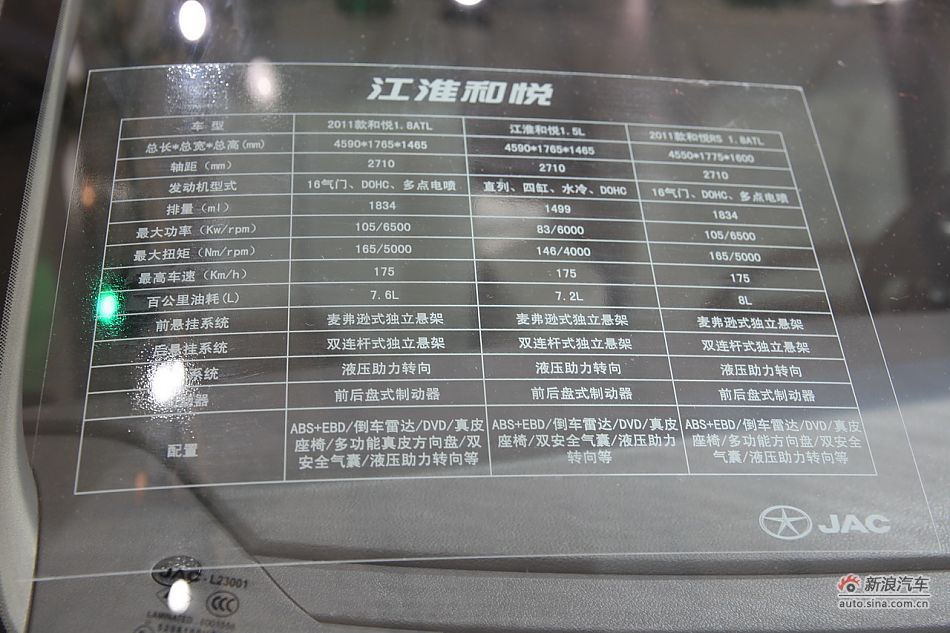 江淮和悦
车 型 2011款和悦1.8ATL 江淮和悦1.5L 2011款和悦RS 1.8ATL
总长*总宽*总高(mm) 4590*1765*1465 4590*1765*1465 4550*1775*1600
轴距(mm) 2710 2710 2710
发动机型式 16气门、DOHC、多点电喷 直列、四缸、水冷、DOHC 16气门、DOHC、多点电喷
排量(ml) 1834 1499 1834
最大功率(Kw/rpm) 105/6500 83/6000 105/6500
最大扭矩(Nm/rpm) 165/5000 146/4000 165/5000
最高车速(Km/h) 175 175 175
百公里油耗(L) 7.6L 7.2L 8L
前悬挂系统 麦弗逊式独立悬架 麦弗逊式独立悬架 麦弗逊式独立悬架
后悬挂系统 双连杆式独立悬架 双连杆式独立悬架 双连杆式独立悬架
系统 液压助力转向 液压助力转向 液压助力转向
器 前后盘式制动器 前后盘式制动器 前后盘式制动器
配置 ABS+EBD/倒车雷达/DVD/真皮 ABS+EBD/倒车雷达/DVD/真皮 ABS+EBD/倒车雷达/DVD/真皮
座椅/多功能真皮方向盘/双 座椅/双安全气囊/液压助力 座椅/多功能方向盘/双安全
安全气囊/液压助力转向等 转向等 气囊/液压助力转向等
JAC
JAC -L23001
CCC
LAMINATED
新浪汽车
auto.sina.com.cn